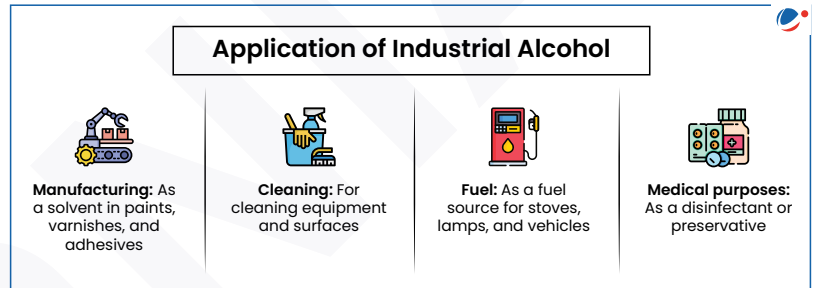 Application of Industrial Alcohol
Manufacturing: As
a solvent in paints,
varnishes, and
adhesives
Cleaning: For
cleaning equipment
and surfaces
Fuel: As a fuel
source for stoves,
lamps, and vehicles
Medical purposes:
As a disinfectant or
preservative